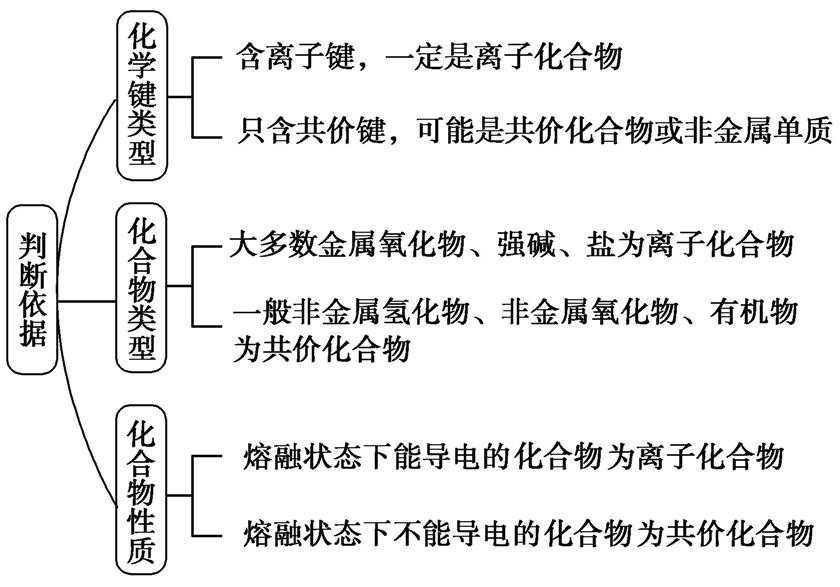 判断依据
化学键类型
含离子键，一定是离子化合物
只含共价键，可能是共价化合物或非金属单质
化合物类型
大多数金属氧化物、强碱、盐为离子化合物
一般非金属氢化物、非金属氧化物、有机物
为共价化合物
化合物性质
熔融状态下能导电的化合物为离子化合物
熔融状态下不能导电的化合物为共价化合物